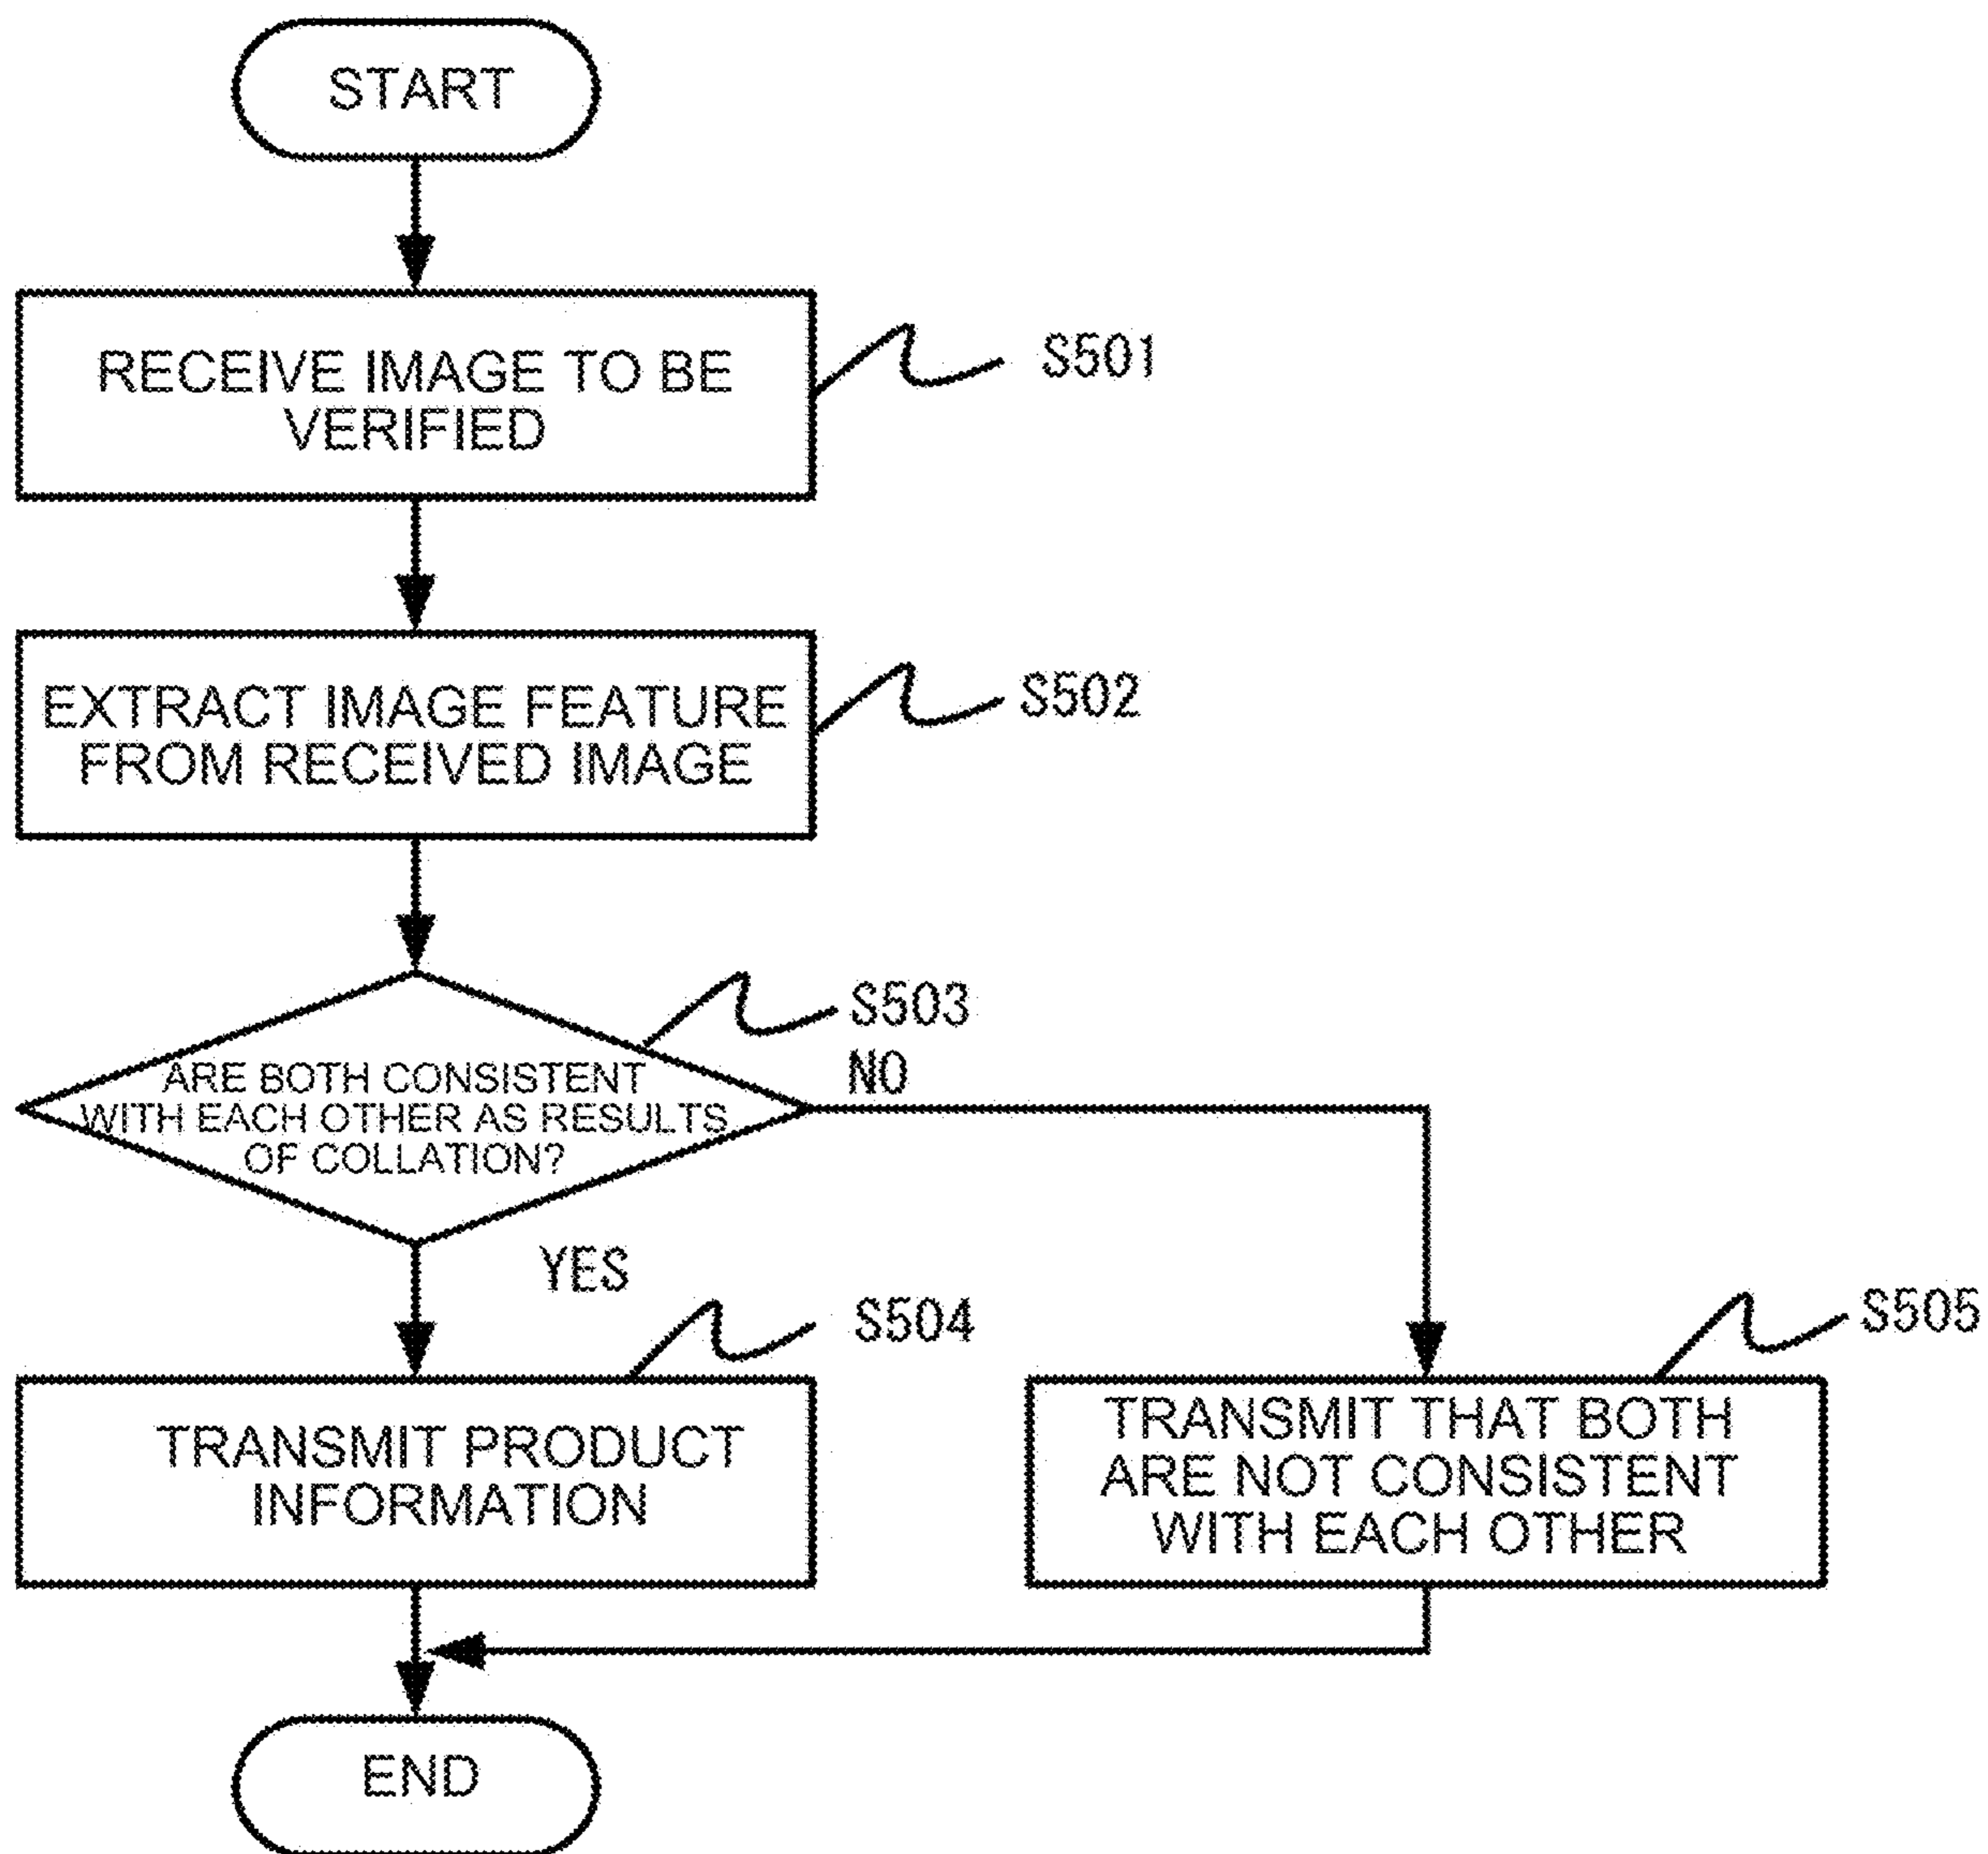 START
RECEIVE IMAGE TO BE
VERIFIED
S501
EXTRACT IMAGE FEATURE
FROM RECEIVED IMAGE
S502
ARE BOTH CONSISTENT
WITH EACH OTHER AS RESULTS
OF COLLATION?
S503
NO
YES
TRANSMIT PRODUCT
INFORMATION
S504
TRANSMIT THAT BOTH
ARE NOT CONSISTENT
WITH EACH OTHER
S505
END